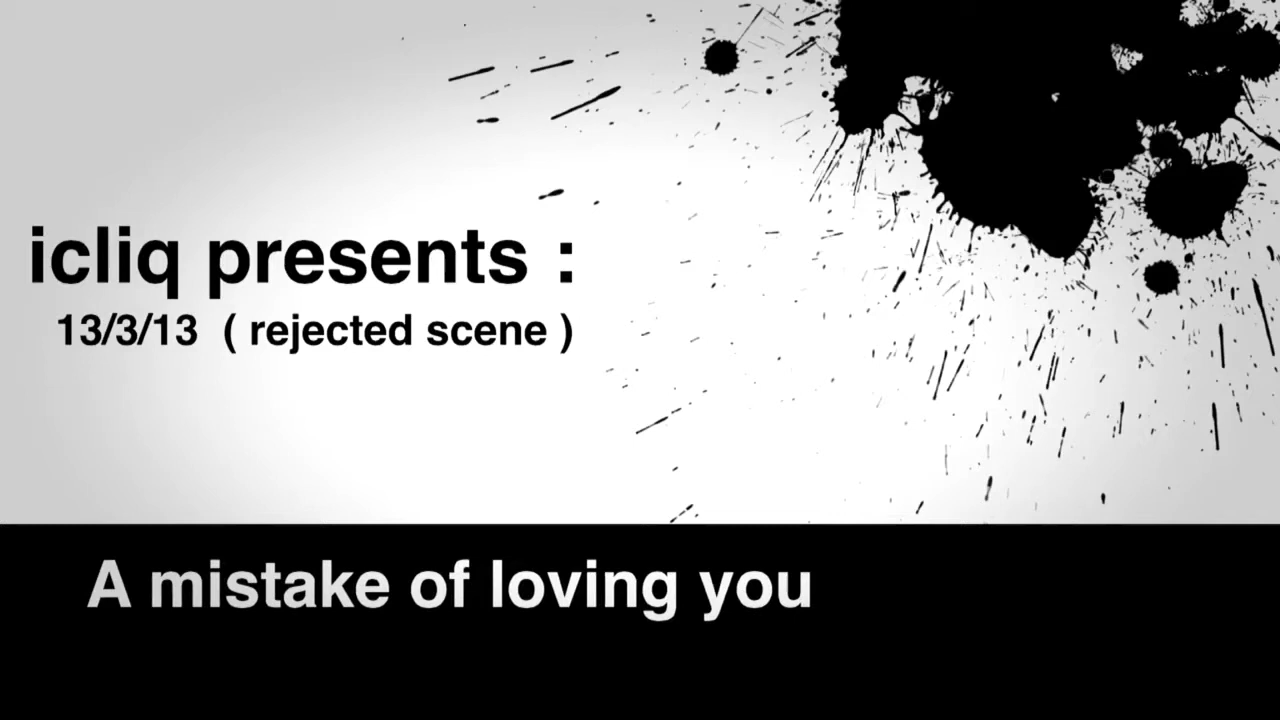 icliq presents :
13/3/13 ( rejected scene )
A mistake of loving you